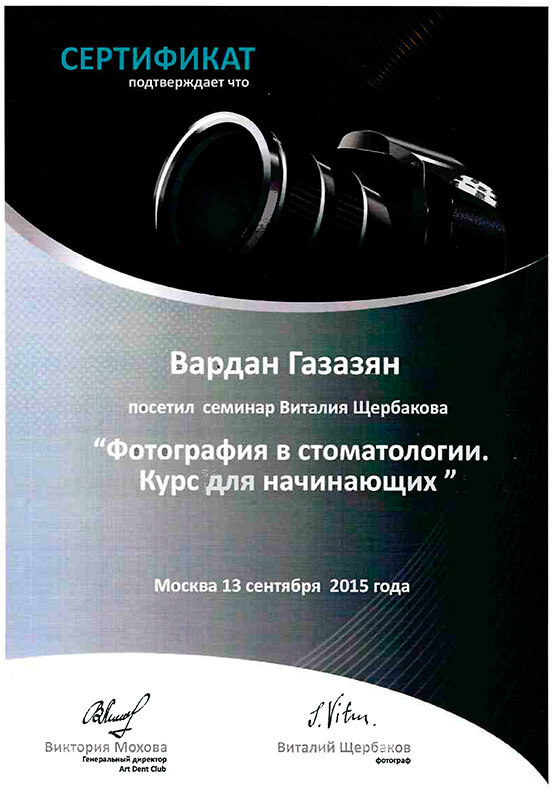 СЕРТИФИКАТ
подтверждает что
Вардан Газазян
посетил семинар Виталия Щербакова
“Фотография в стоматологии.
Курс для начинающих ”
Москва 13 сентября 2015 года
S. Vitm.
Виктория Мохова
Генеральный директор
Art Dent Club
Виталий Щербаков
фотограф